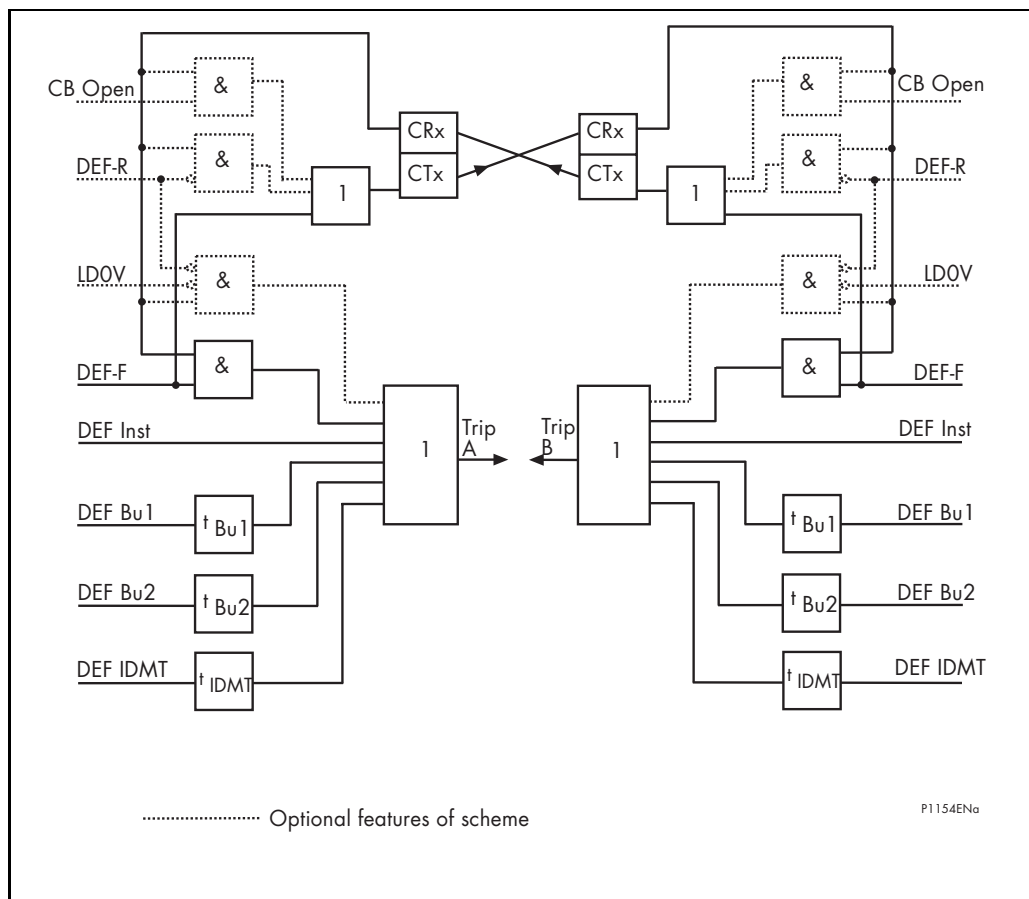 CB Open
&
CRx
CRx
&
CB Open
DEF-R
&
CTx
CTx
&
DEF-R
1
1
LD0V
&
&
LD0V
DEF-F
&
&
DEF-F
DEF Inst
1
Trip
A
Trip
B
1
DEF Inst
DEF Bu1
t Bu1
t Bu1
DEF Bu1
DEF Bu2
t Bu2
t Bu2
DEF Bu2
DEF IDMT
t IDMT
t IDMT
DEF IDMT
Optional features of scheme
P1154ENa